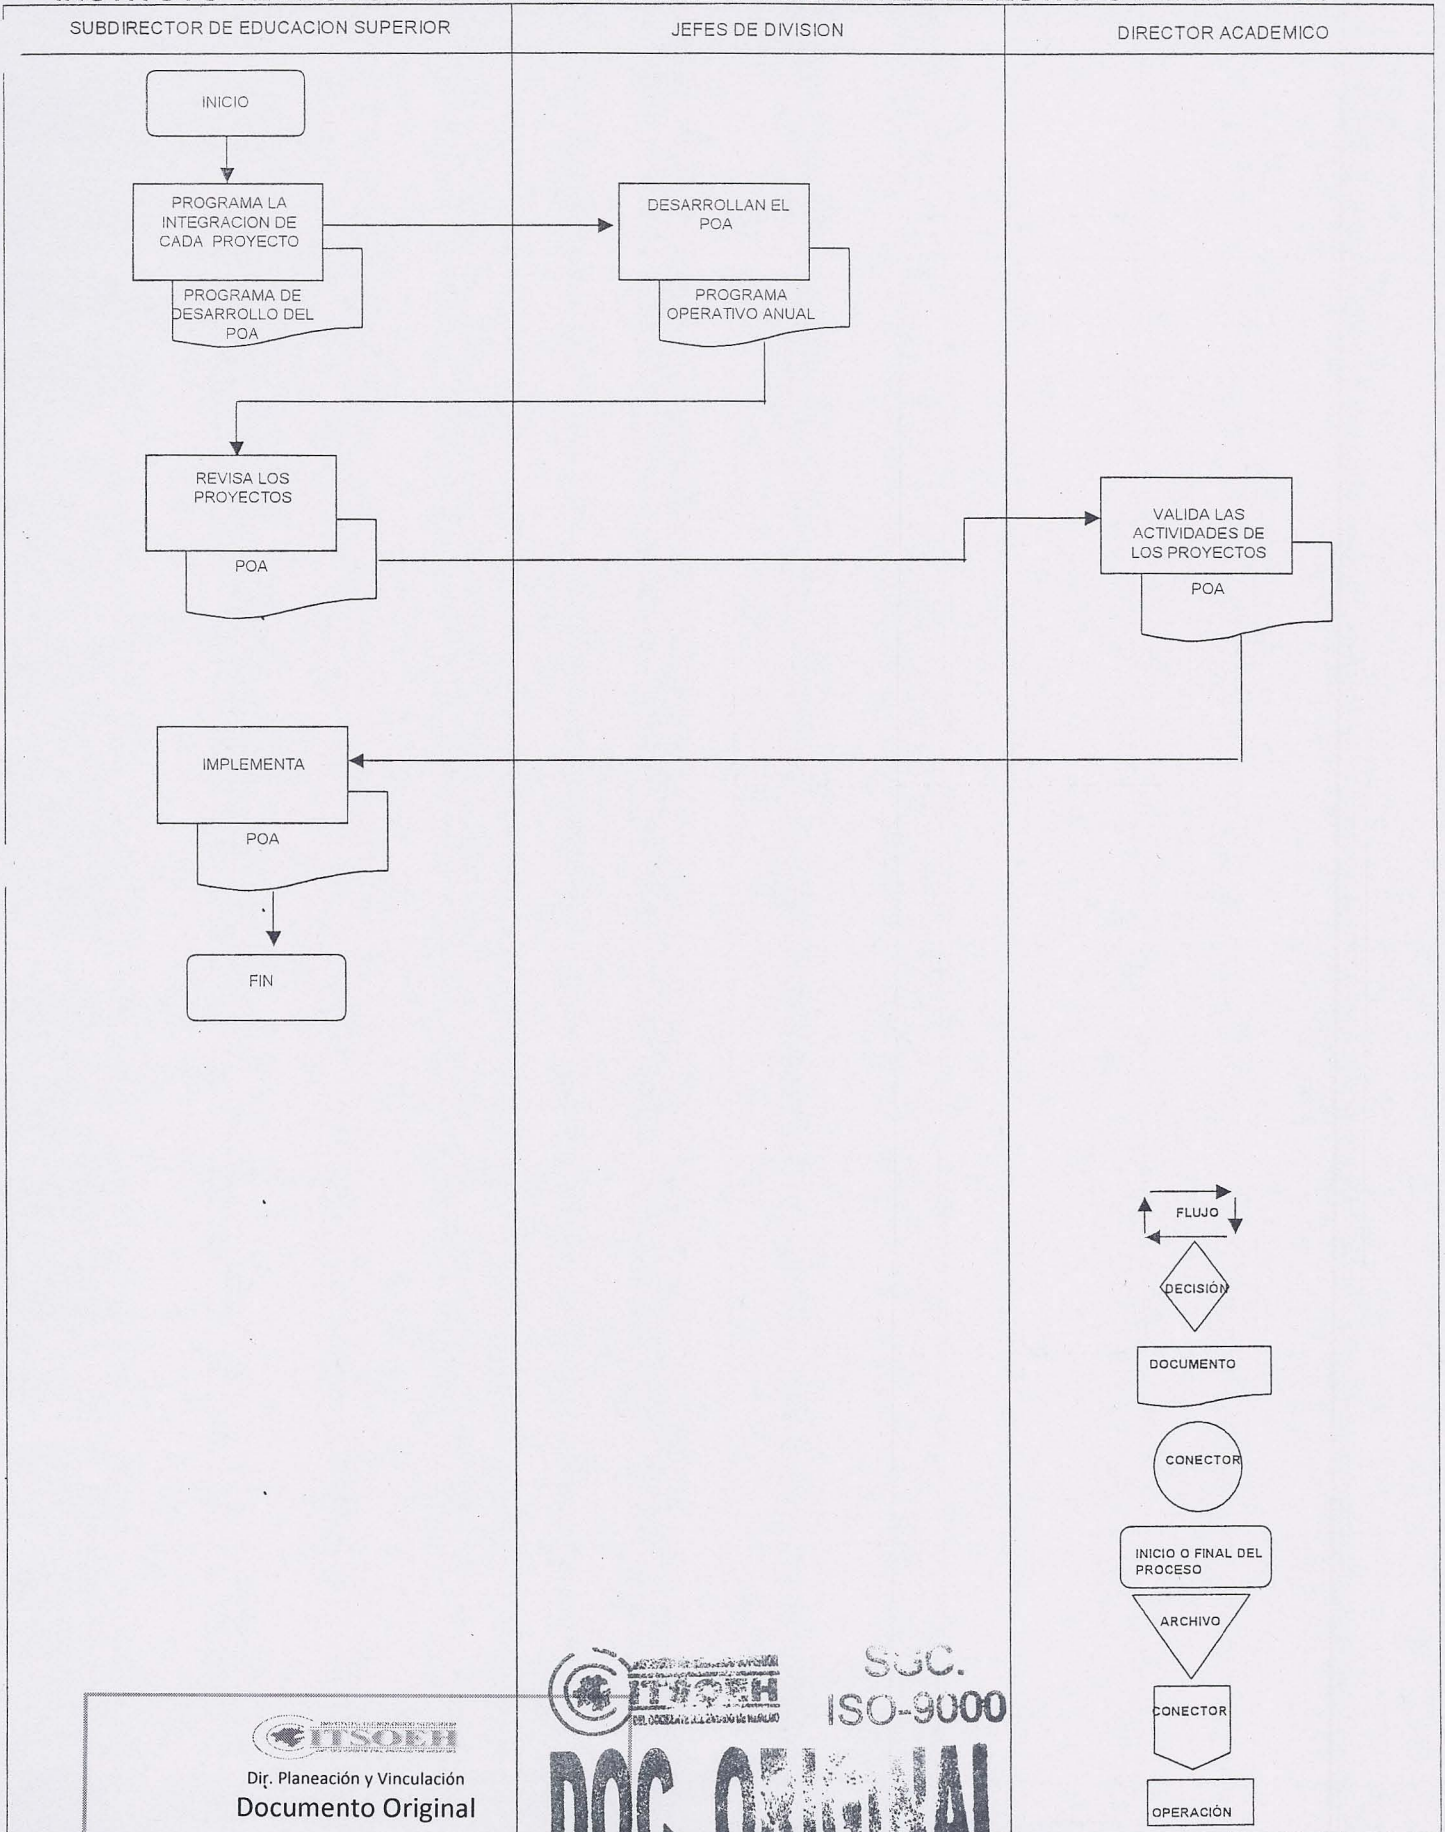 SUBDIRECTOR DE EDUCACION SUPERIOR
JEFES DE DIVISION
DIRECTOR ACADEMICO
INICIO
PROGRAMA LA
INTEGRACION DE
CADA PROYECTO
PROGRAMA DE
DESARROLLO DEL
POA
DESARROLLAN EL
POA
PROGRAMA
OPERATIVO ANUAL
REVISA LOS
PROYECTOS
POA
VALIDA LAS
ACTIVIDADES DE
LOS PROYECTOS
POA
IMPLEMENTA
POA
FIN
FLUJO
DECISIÓN
DOCUMENTO
CONECTOR
INICIO O FINAL DEL
PROCESO
ARCHIVO
CONECTOR
OPERACIÓN
ITSOEH
Dir. Planeación y Vinculación
Documento Original
ITSOEH
SGC.
ISO-9000
DOC. ORIGINAL